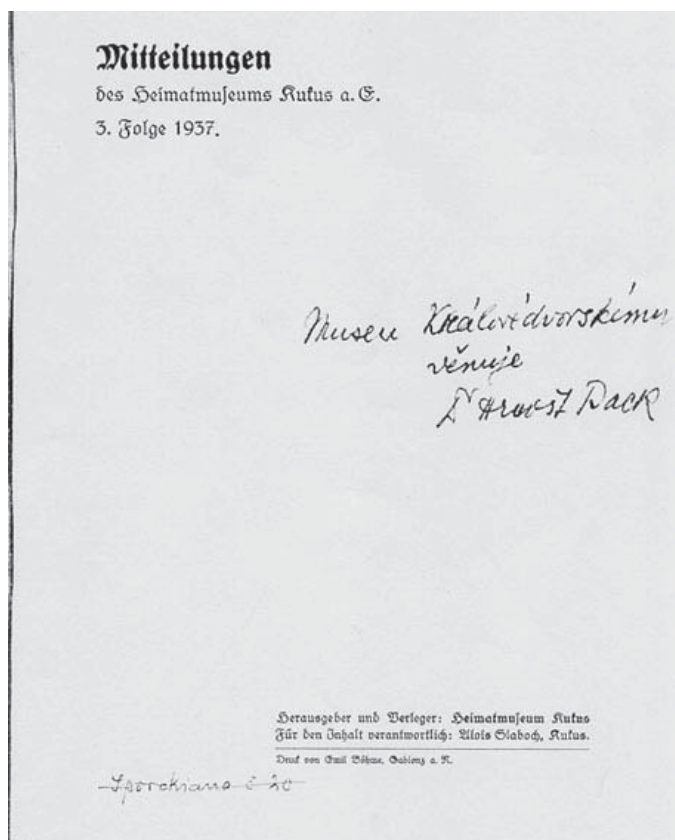 Mitteilungen
des Heimatmuseums Kukus a. E.
3. Folge 1937.
Museu Královédvorskému
věnuje
Dr Arnošt Pack
Herausgeber und Verleger: Heimatmuseum Kukus
Für den Inhalt verantwortlich: Alois Slaboch, Kukus.
Druck von Emil Böhme, Gablonz a. N.
Sporckiana č 20